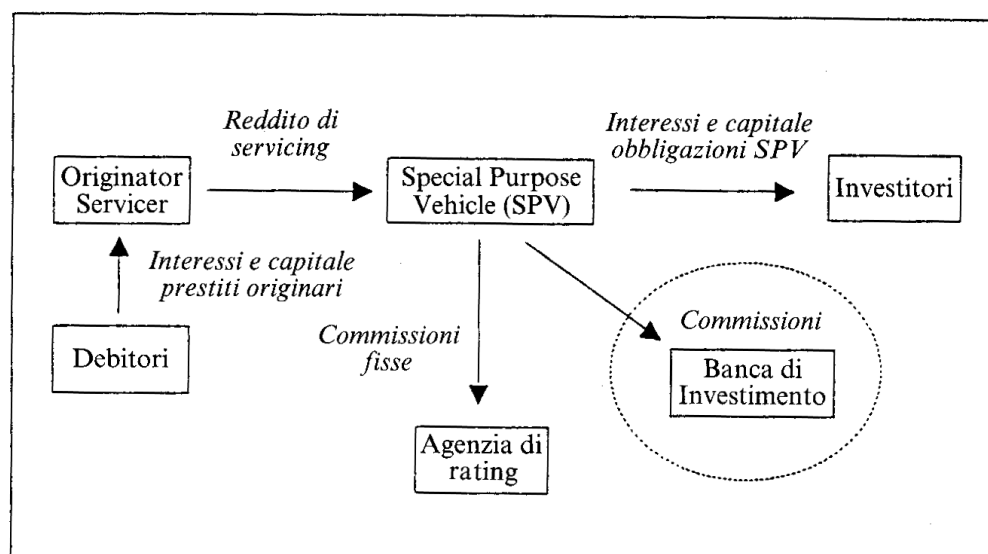 Reddito di
servicing
Interessi e capitale
obbligazioni SPV
Originator
Servicer
Special Purpose
Vehicle (SPV)
Investitori
Interessi e capitale
prestiti originari
Debitori
Commissioni
fisse
Commissioni
Banca di
Investimento
Agenzia di
rating